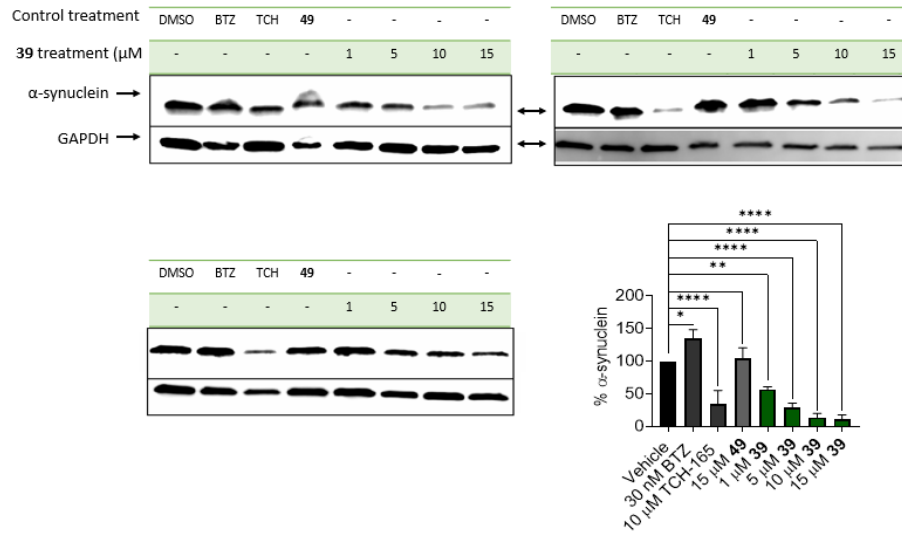 Control treatment DMSO BTZ TCH 49 - - - -
39 treatment (µM - - - - 1 5 10 15
α-synuclein
GAPDH
DMSO BTZ TCH 49 - - - -
- - - - 1 5 10 15
DMSO BTZ TCH 49 - - - -
- - - - 1 5 10 15
****
****
****
**
****
*
% α-synuclein
200
150
100
50
0
Vehicle
30 nM BTZ
10 µM TCH-165
15 µM 49
1 µM 39
5 µM 39
10 µM 39
15 µM 39